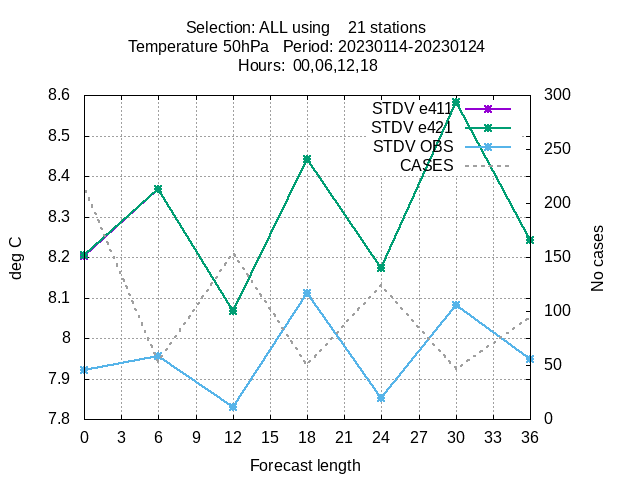 Selection: ALL using    21 stations
Temperature 50hPa   Period: 20230114-20230124
Hours:  00,06,12,18
8.6
8.5
8.4
8.3
8.2
8.1
8
7.9
7.8
300
250
200
150
100
50
0
STDV e411
STDV e421
STDV OBS
CASES
deg C
No cases
0 3 6 9 12 15 18 21 24 27 30 33 36
Forecast length